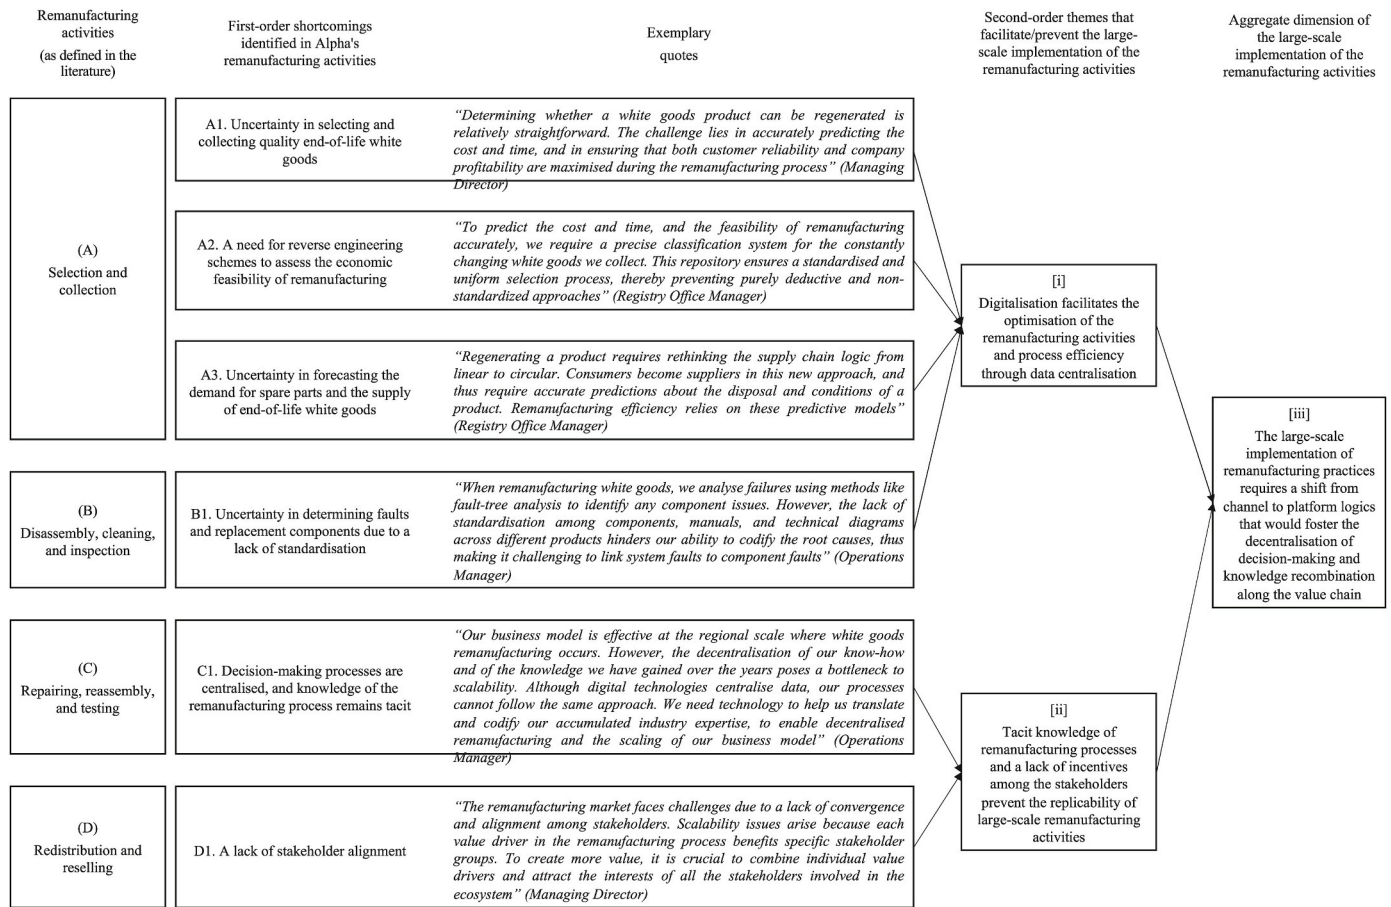 Remanufacturing
activities
(as defined in the
literature)
First-order shortcomings
identified in Alpha's
remanufacturing activities
Exemplary
quotes
Second-order themes that
facilitate/prevent the large-
scale implementation of the
remanufacturing activities
Aggregate dimension of
the large-scale
implementation of the
remanufacturing activities
(A)
Selection and
collection
A1. Uncertainty in selecting and
collecting quality end-of-life white
goods
“Determining whether a white goods product can be regenerated is
relatively straightforward. The challenge lies in accurately predicting the
cost and time, and in ensuring that both customer reliability and company
profitability are maximised during the remanufacturing process” (Managing
Director)
A2. A need for reverse engineering
schemes to assess the economic
feasibility of remanufacturing
“To predict the cost and time, and the feasibility of remanufacturing
accurately, we require a precise classification system for the constantly
changing white goods we collect. This repository ensures a standardised and
uniform selection process, thereby preventing purely deductive and non-
standardized approaches” (Registry Office Manager)
A3. Uncertainty in forecasting the
demand for spare parts and the supply
of end-of-life white goods
“Regenerating a product requires rethinking the supply chain logic from
linear to circular. Consumers become suppliers in this new approach, and
thus require accurate predictions about the disposal and conditions of a
product. Remanufacturing efficiency relies on these predictive models”
(Registry Office Manager)
(B)
Disassembly, cleaning,
and inspection
B1. Uncertainty in determining faults
and replacement components due to a
lack of standardisation
“When remanufacturing white goods, we analyse failures using methods like
fault-tree analysis to identify any component issues. However, the lack of
standardisation among components, manuals, and technical diagrams
across different products hinders our ability to codify the root causes, thus
making it challenging to link system faults to component faults” (Operations
Manager)
(C)
Repairing, reassembly,
and testing
C1. Decision-making processes are
centralised, and knowledge of the
remanufacturing process remains tacit
“Our business model is effective at the regional scale where white goods
remanufacturing occurs. However, the decentralisation of our know-how
and of the knowledge we have gained over the years poses a bottleneck to
scalability. Although digital technologies centralise data, our processes
cannot follow the same approach. We need technology to help us translate
and codify our accumulated industry expertise, to enable decentralised
remanufacturing and the scaling of our business model” (Operations
Manager)
(D)
Redistribution and
reselling
D1. A lack of stakeholder alignment
“The remanufacturing market faces challenges due to a lack of convergence
and alignment among stakeholders. Scalability issues arise because each
value driver in the remanufacturing process benefits specific stakeholder
groups. To create more value, it is crucial to combine individual value
drivers and attract the interests of all the stakeholders involved in the
ecosystem” (Managing Director)
[i]
Digitalisation facilitates the
optimisation of the
remanufacturing activities
and process efficiency
through data centralisation
[ii]
Tacit knowledge of
remanufacturing processes
and a lack of incentives
among the stakeholders
prevent the replicability of
large-scale remanufacturing
activities
[iii]
The large-scale
implementation of
remanufacturing practices
requires a shift from
channel to platform logics
that would foster the
decentralisation of
decision-making and
knowledge recombination
along the value chain